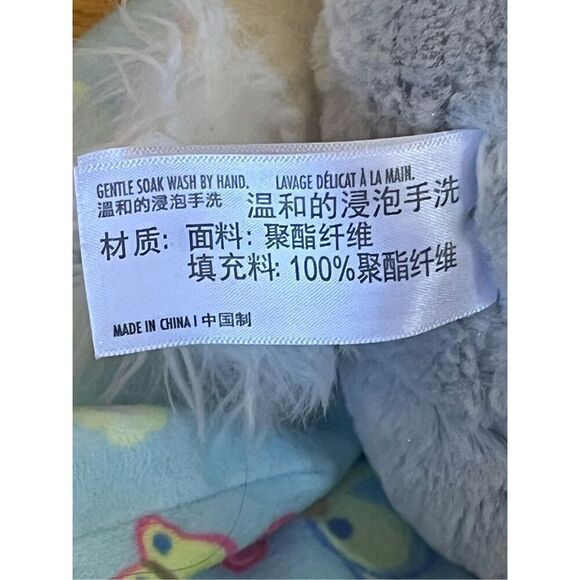 GENTLE SOAK WASH BY HAND. LAVAGE DÉLICAT À LA MAIN.
溫和的浸泡手洗 温和的浸泡手洗
材质: 面料: 聚酯纤维
填充料: 100%聚酯纤维
MADE IN CHINA I 中国制